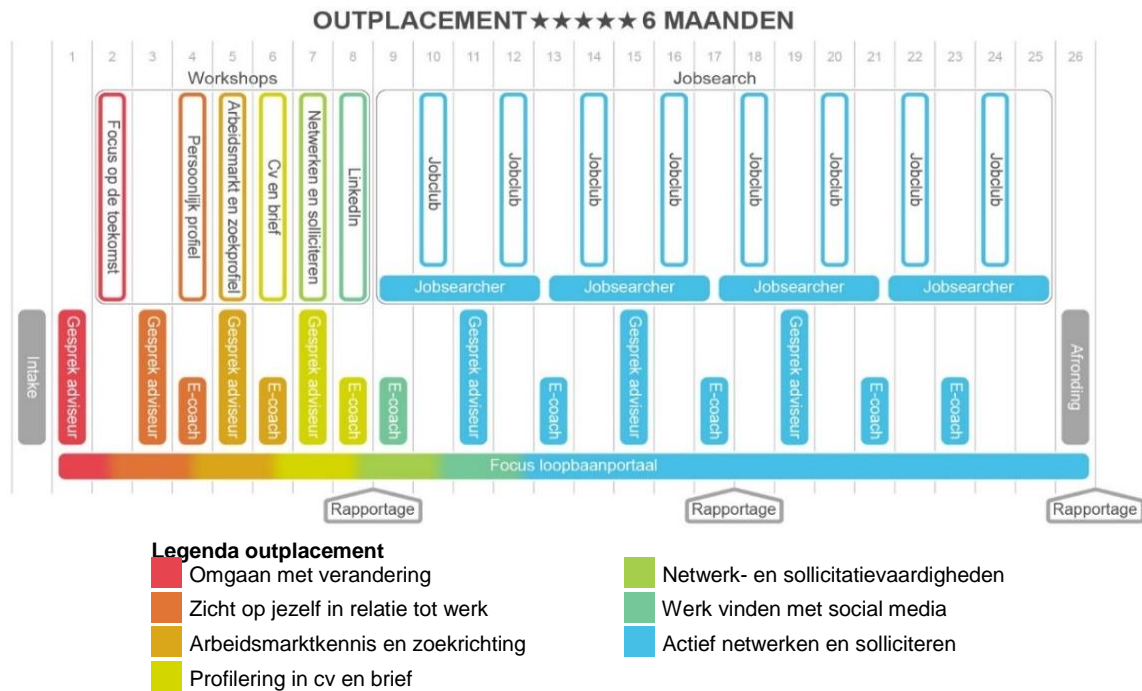 OUTPLACEMENT ★★★★★ 6 MAANDEN
1 2 3 4 5 6 7 8 9 10 11 12 13 14 15 16 17 18 19 20 21 22 23 24 25 26
Workshops
Jobsearch
Focus op de toekomst
Persoonlijk profiel
Arbeidsmarkt en zoekprofiel
Cv en brief
Netwerken en solliciteren
LinkedIn
Jobclub
Jobclub
Jobclub
Jobclub
Jobclub
Jobclub
Jobclub
Jobclub
Jobsearcher
Jobsearcher
Jobsearcher
Jobsearcher
Intake
Gesprek adviseur
Gesprek adviseur
E-coach
Gesprek adviseur
E-coach
Gesprek adviseur
E-coach
E-coach
Gesprek adviseur
E-coach
Gesprek adviseur
E-coach
Gesprek adviseur
E-coach
E-coach
Afronding
Focus loopbaanportaal
Rapportage
Rapportage
Rapportage
Legenda outplacement
Omgaan met verandering
Zicht op jezelf in relatie tot werk
Arbeidsmarktkennis en zoekrichting
Profilering in cv en brief
Netwerk- en sollicitatievaardigheden
Werk vinden met social media
Actief netwerken en solliciteren